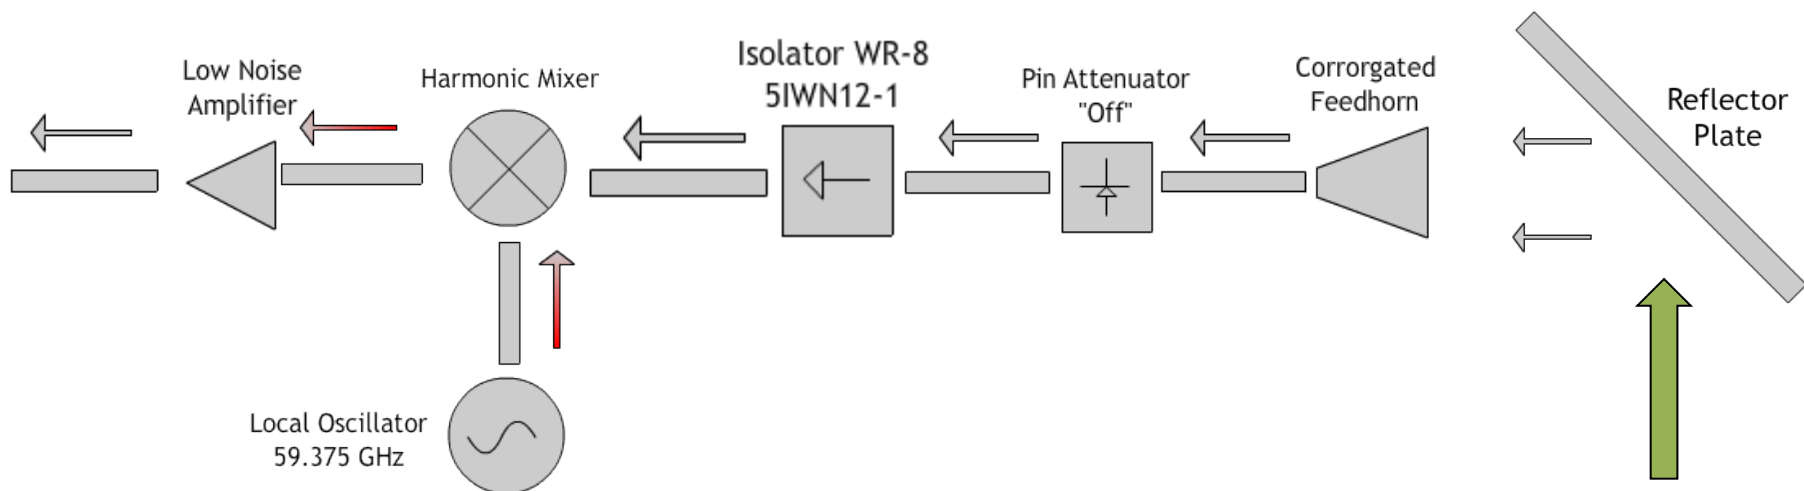 Low Noise
Amplifier
Harmonic Mixer
Isolator WR-8
5IWN12-1
Pin Attenuator
"Off"
Corrorgated
Feedhorn
Reflector
Plate
Local Oscillator
59.375 GHz